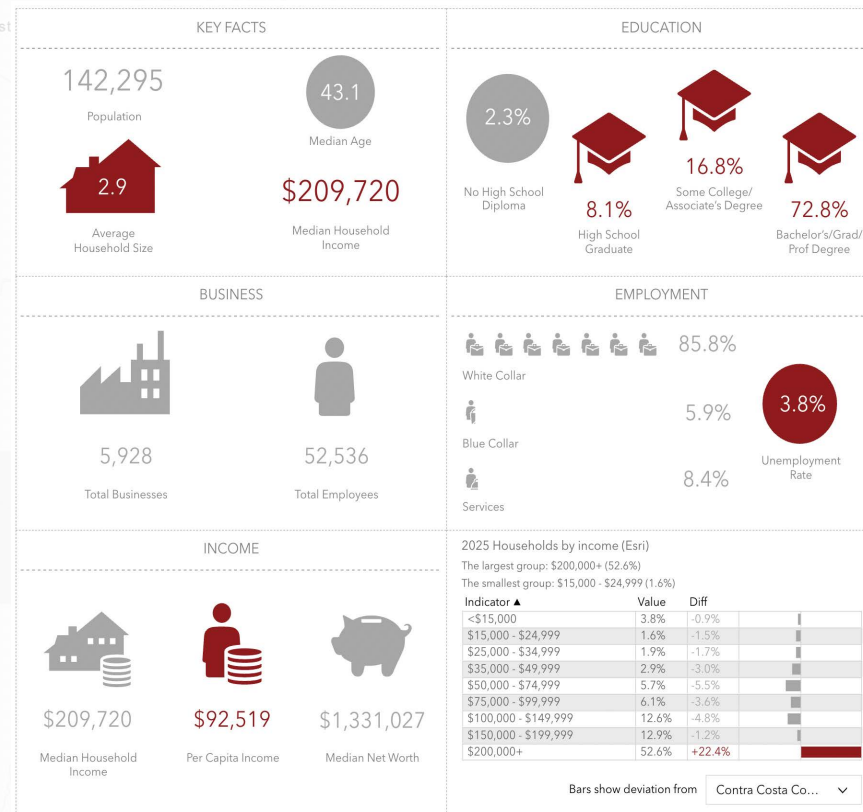 st
KEY FACTS
142,295
Population
43.1
Median Age
2.9
Average
Household Size
$209,720
Median Household
Income
EDUCATION
2.3%
No High School
Diploma
8.1%
High School
Graduate
16.8%
Some College/
Associate's Degree
72.8%
Bachelor's/Grad/
Prof Degree
BUSINESS
5,928
Total Businesses
52,536
Total Employees
EMPLOYMENT
85.8%
White Collar
5.9%
Blue Collar
8.4%
Services
3.8%
Unemployment
Rate
INCOME
$209,720
Median Household
Income
$92,519
Per Capita Income
$1,331,027
Median Net Worth
2025 Households by income (Esri)
The largest group: $200,000+ (52.6%)
The smallest group: $15,000 - $24,999 (1.6%)
Indicator ▲ Value Diff
<$15,000 3.8% -0.9%
$15,000 - $24,999 1.6% -1.5%
$25,000 - $34,999 1.9% -1.7%
$35,000 - $49,999 2.9% -3.0%
$50,000 - $74,999 5.7% -5.5%
$75,000 - $99,999 6.1% -3.6%
$100,000 - $149,999 12.6% -4.8%
$150,000 - $199,999 12.9% -1.2%
$200,000+ 52.6% +22.4%
Bars show deviation from Contra Costa Co...